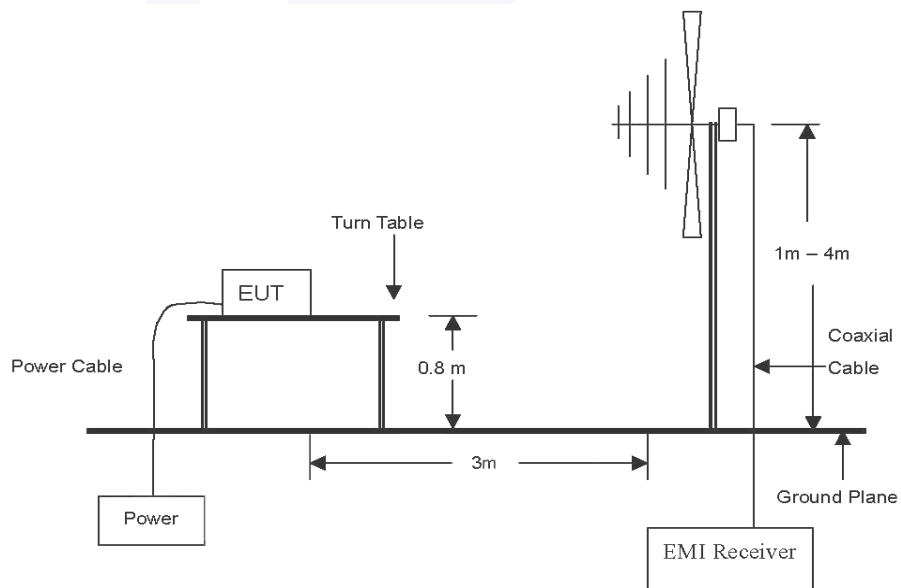 Turn Table
EUT
1m – 4m
Power Cable
0.8 m
Coaxial
Cable
3m
Ground Plane
Power
EMI Receiver